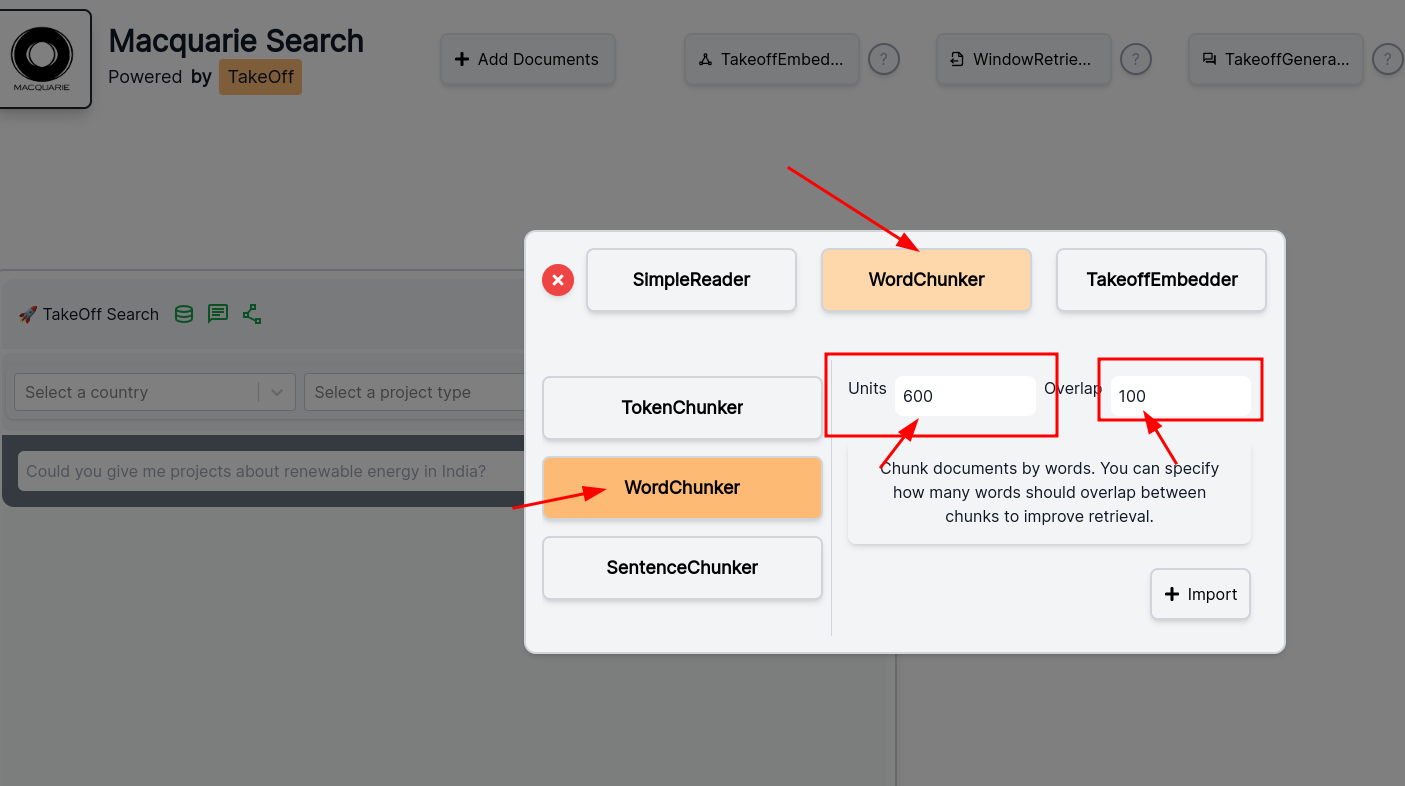 MACQUARIE
Macquarie Search
Powered by TakeOff
Add Documents
TakeoffEmbed...
?
WindowRetrie...
?
TakeoffGenera...
?
SimpleReader
WordChunker
TakeoffEmbedder
🚀 TakeOff Search
Select a country
Select a project type
Could you give me projects about renewable energy in India?
TokenChunker
WordChunker
SentenceChunker
Units
600
Overlap
100
Chunk documents by words. You can specify
how many words should overlap between
chunks to improve retrieval.
Import